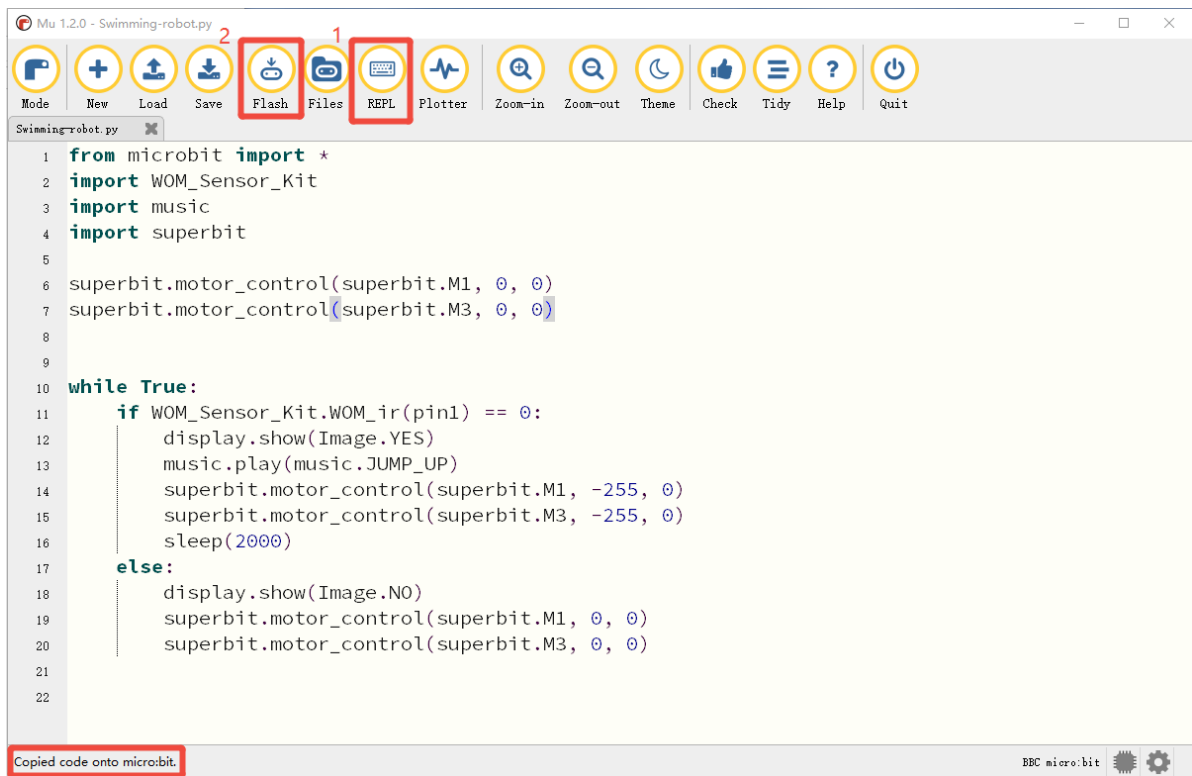 Mu 1.2.0 - Swimming-robot.py
2 1
Mode New Load Save Flash Files REPL Plotter Zoom-in Zoom-out Theme Check Tidy Help Quit
Swimming-robot.py
1 from microbit import *
2 import WOM_Sensor_Kit
3 import music
4 import superbit
5
6 superbit.motor_control(superbit.M1, 0, 0)
7 superbit.motor_control(superbit.M3, 0, 0)
8
9
10 while True:
11     if WOM_Sensor_Kit.WOM_ir(pin1) == 0:
12         display.show(Image.YES)
13         music.play(music.JUMP_UP)
14         superbit.motor_control(superbit.M1, -255, 0)
15         superbit.motor_control(superbit.M3, -255, 0)
16         sleep(2000)
17     else:
18         display.show(Image.NO)
19         superbit.motor_control(superbit.M1, 0, 0)
20         superbit.motor_control(superbit.M3, 0, 0)
21
22
Copied code onto micro:bit. BBC micro:bit